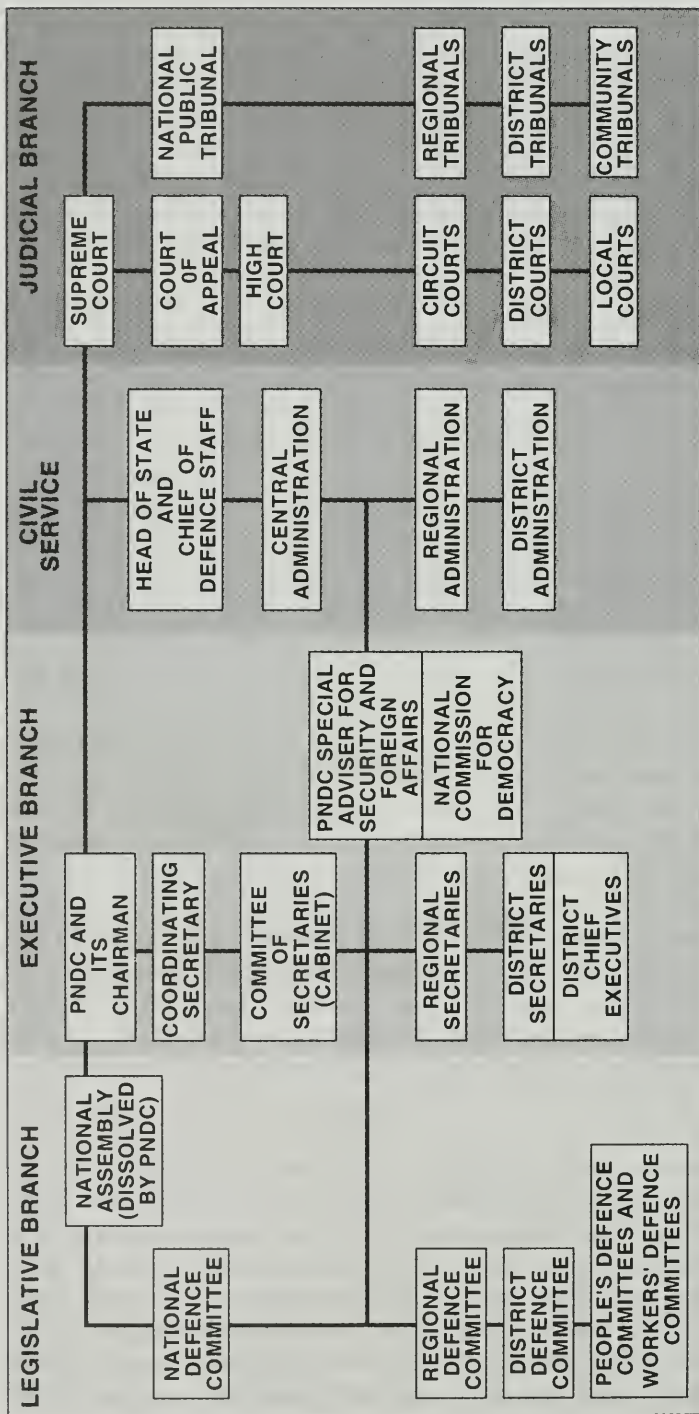 LEGISLATIVE BRANCH
NATIONAL
ASSEMBLY
(DISSOLVED
BY PNDC)
NATIONAL
DEFENCE
COMMITTEE
REGIONAL
DEFENCE
COMMITTEE
DISTRICT
DEFENCE
COMMITTEE
PEOPLE'S DEFENCE
COMMITTEES AND
WORKERS' DEFENCE
COMMITTEES
EXECUTIVE BRANCH
PNDC AND
ITS
CHAIRMAN
COORDINATING
SECRETARY
COMMITTEE
OF
SECRETARIES
(CABINET)
PNDC SPECIAL
ADVISER FOR
SECURITY AND
FOREIGN
AFFAIRS
NATIONAL
COMMISSION
FOR
DEMOCRACY
REGIONAL
SECRETARIES
DISTRICT
SECRETARIES
DISTRICT
CHIEF
EXECUTIVES
CIVIL
SERVICE
HEAD OF STATE
AND
CHIEF OF
DEFENCE STAFF
CENTRAL
ADMINISTRATION
REGIONAL
ADMINISTRATION
DISTRICT
ADMINISTRATION
JUDICIAL BRANCH
SUPREME
COURT
COURT
OF
APPEAL
HIGH
COURT
CIRCUIT
COURTS
DISTRICT
COURTS
LOCAL
COURTS
NATIONAL
PUBLIC
TRIBUNAL
REGIONAL
TRIBUNALS
DISTRICT
TRIBUNALS
COMMUNITY
TRIBUNALS